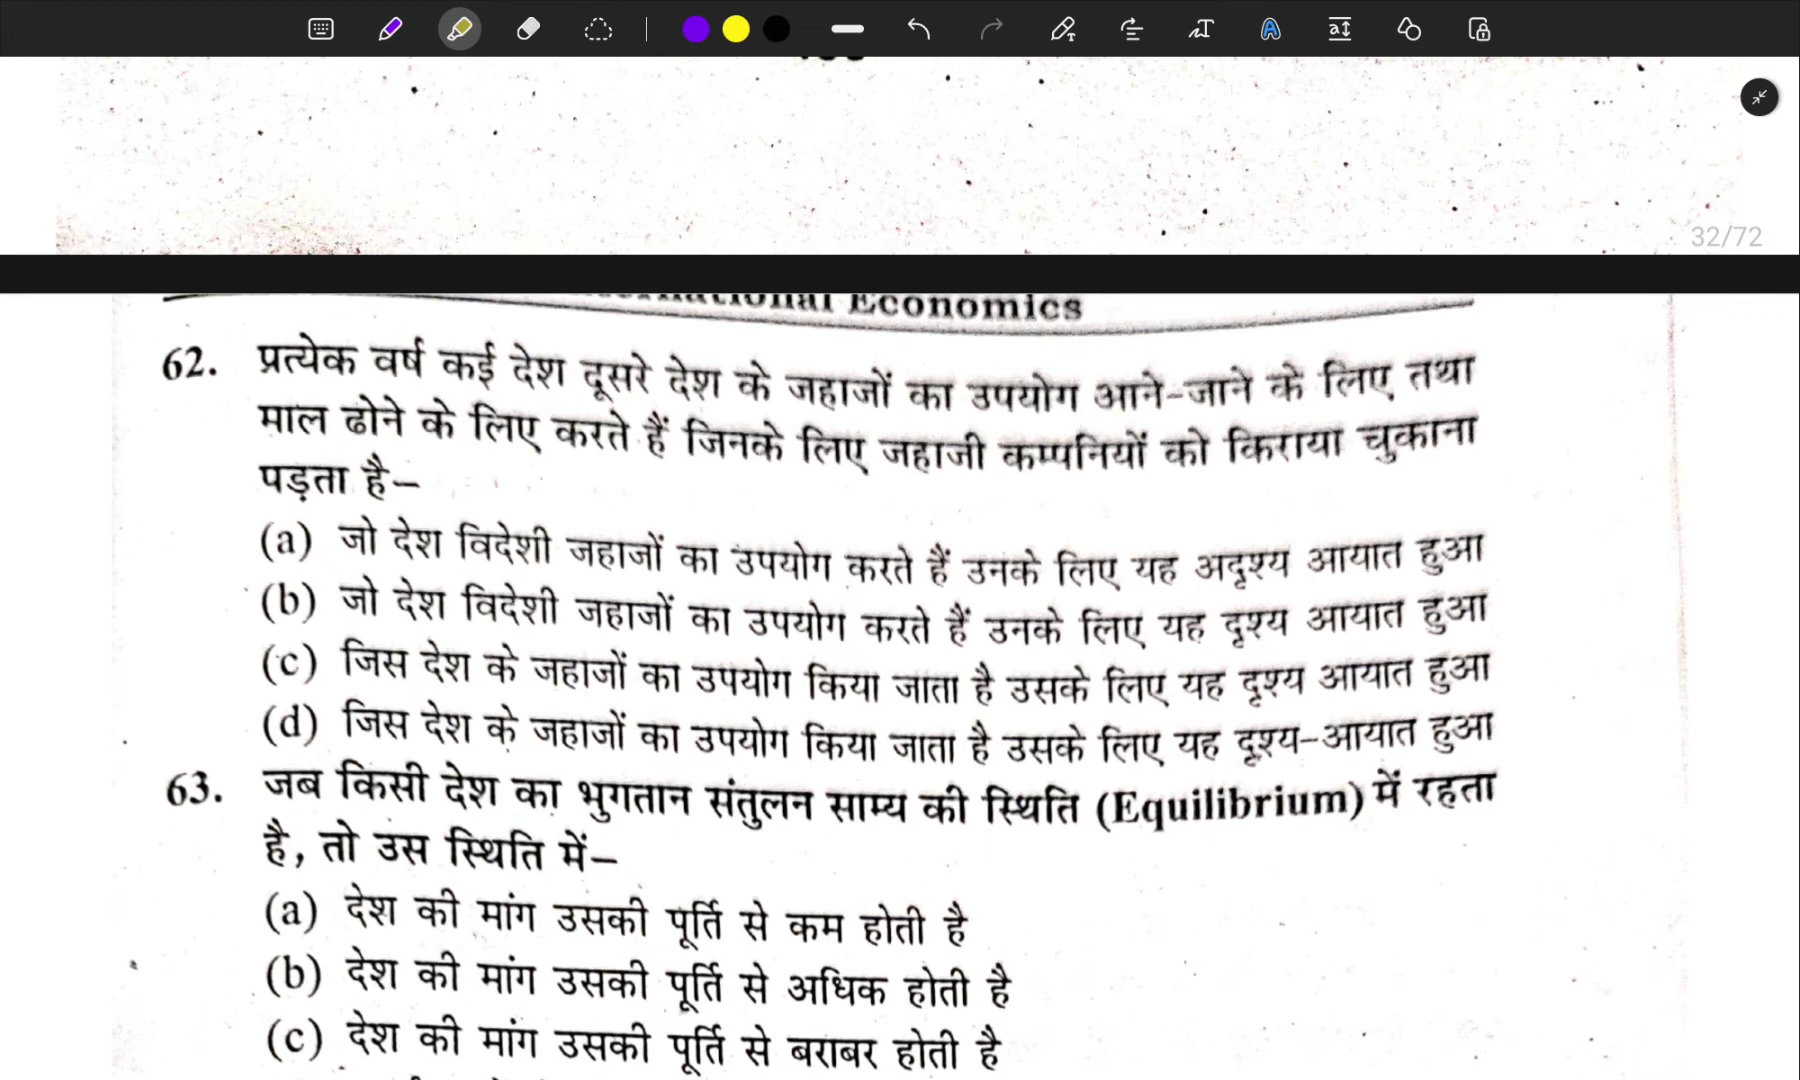 32/72
Economics
62. प्रत्येक वर्ष कई देश दूसरे देश के जहाजों का उपयोग आने-जाने के लिए तथा
माल ढोने के लिए करते हैं जिनके लिए जहाजी कम्पनियों को किराया चुकाना
पड़ता है–
(a) जो देश विदेशी जहाजों का उपयोग करते हैं उनके लिए यह अदृश्य आयात हुआ
(b) जो देश विदेशी जहाजों का उपयोग करते हैं उनके लिए यह दृश्य आयात हुआ
(c) जिस देश के जहाजों का उपयोग किया जाता है उसके लिए यह दृश्य आयात हुआ
(d) जिस देश के जहाजों का उपयोग किया जाता है उसके लिए यह दृश्य-आयात हुआ
63. जब किसी देश का भुगतान संतुलन साम्य की स्थिति (Equilibrium) में रहता
है, तो उस स्थिति में–
(a) देश की मांग उसकी पूर्ति से कम होती है
(b) देश की मांग उसकी पूर्ति से अधिक होती है
(c) देश की मांग उसकी पूर्ति से बराबर होती है